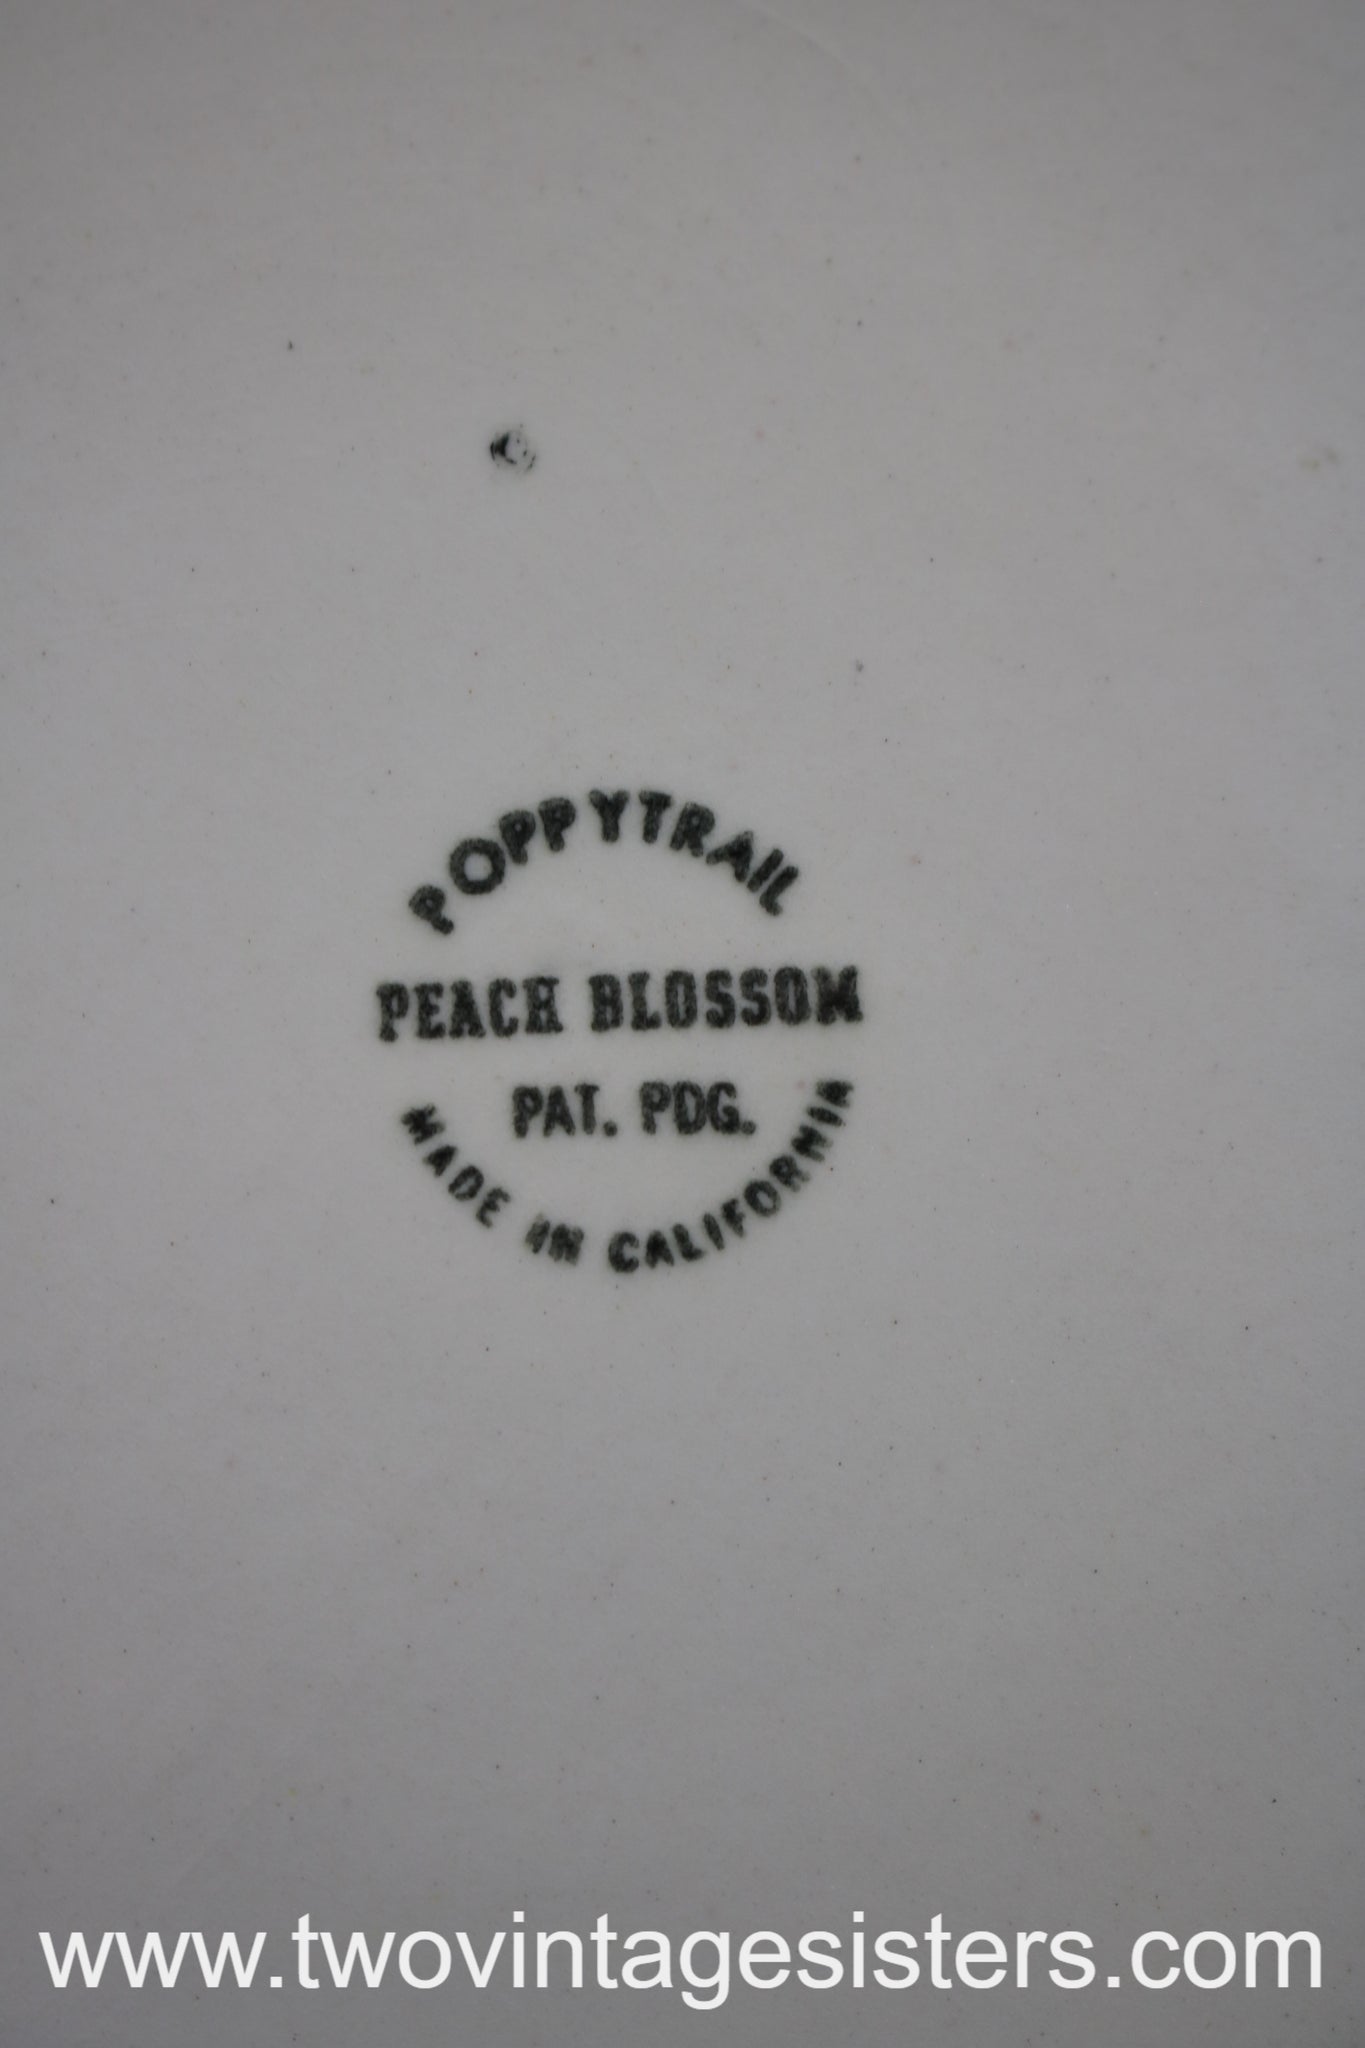 POPPYTRAIL
PEACH BLOSSOM
PAT. PDG.
MADE IN CALIFORNIA
www.twovintagesisters.com